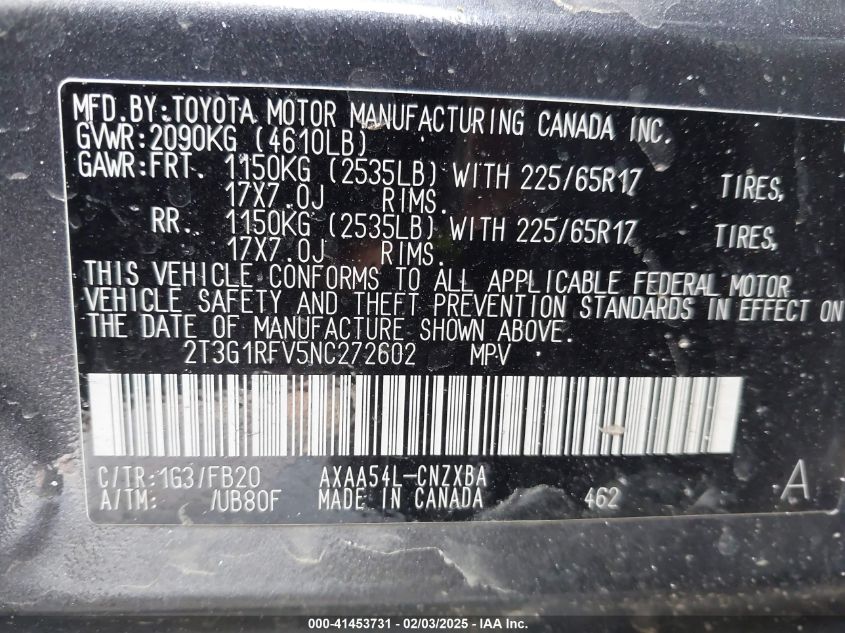 MFD.BY:TOYOTA MOTOR MANUFACTURING CANADA INC.
GVWR:2090KG (4610LB)
GAWR:FRT. 1150KG (2535LB) WITH 225/65R17 TIRES,
17X7.0J RIMS.
RR. 1150KG (2535LB) WITH 225/65R17 TIRES,
17X7.0J RIMS.
THIS VEHICLE CONFORMS TO ALL APPLICABLE FEDERAL MOTOR
VEHICLE SAFETY AND THEFT PREVENTION STANDARDS IN EFFECT ON
THE DATE OF MANUFACTURE SHOWN ABOVE.
2T3G1RFV5NC272602 MPV
C/TR:1G3/FB20 AXAA54L-CNZXBA A
A/TM: /UB80F MADE IN CANADA 462
000-41453731 - 02/03/2025 - IAA Inc.